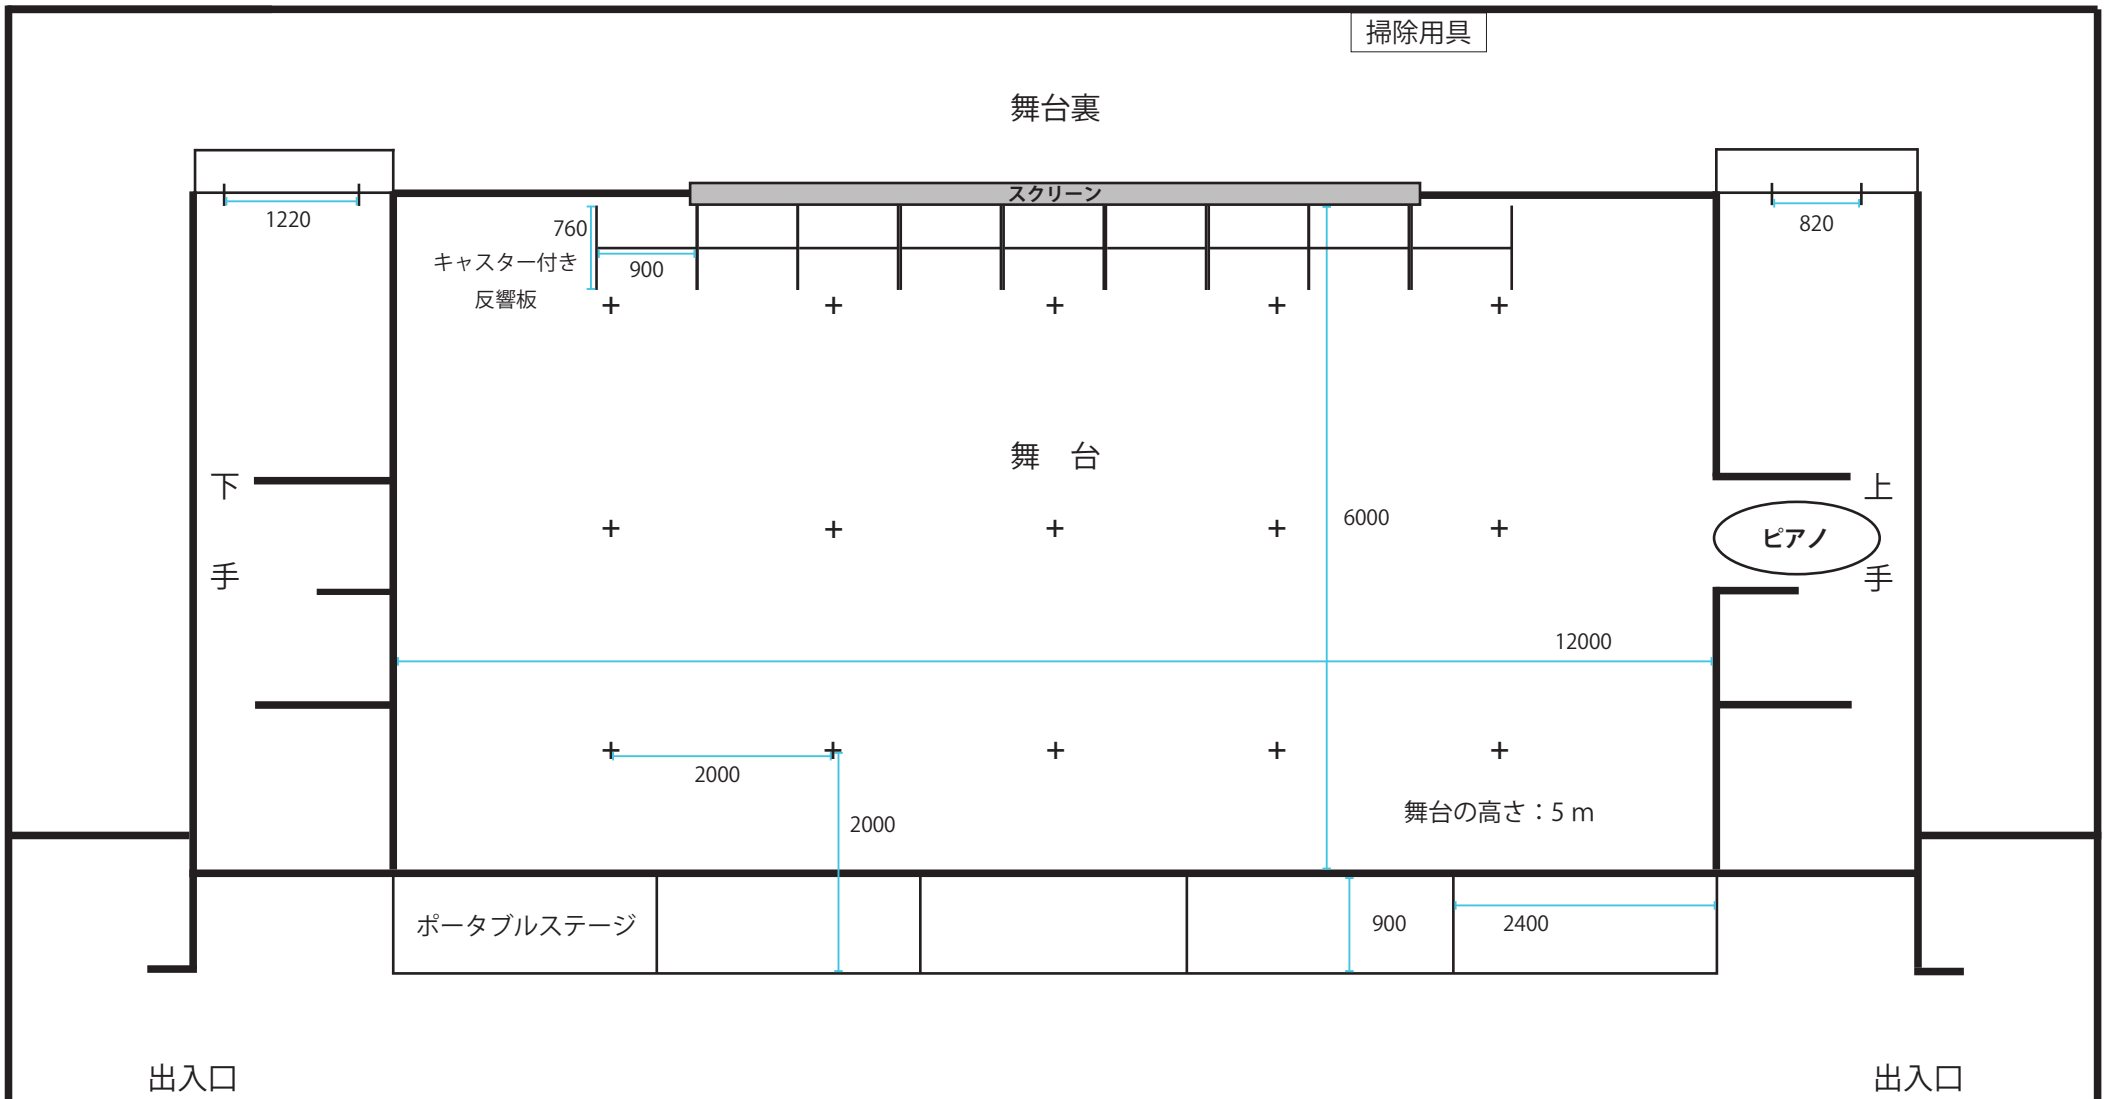 掃除用具
舞台裏
スクリーン
1220
760
820
キャスター付き
900
反響板
舞 台
下手
上手
6000
ピアノ
12000
2000
舞台の高さ：5 m
2000
ポータブルステージ
900
2400
出入口
出入口